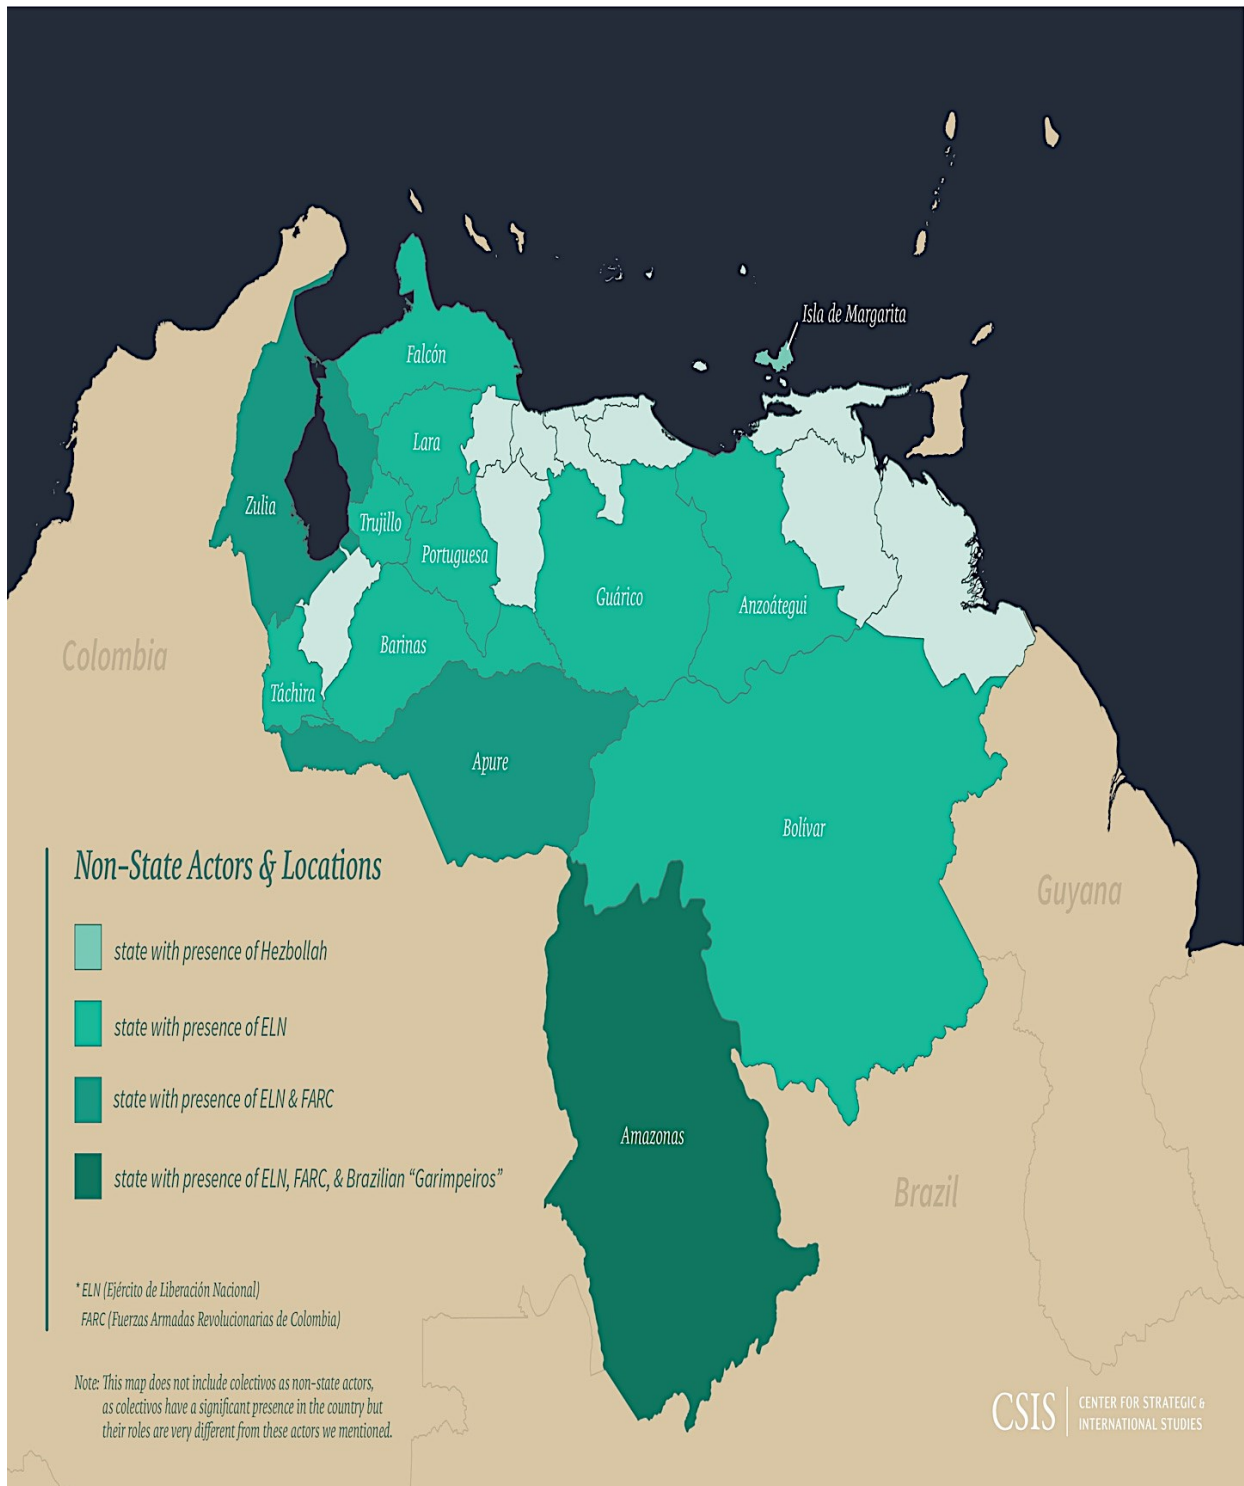 Isla de Margarita
Falcón
Lara
Zulia
Trujillo
Portuguesa
Guárico
Anzoátegui
Barinas
Colombia
Táchira
Apure
Bolívar
Non-State Actors & Locations
Guyana
state with presence of Hezbollah
state with presence of ELN
state with presence of ELN & FARC
Amazonas
state with presence of ELN, FARC, & Brazilian “Garimpeiros”
Brazil
* ELN (Ejército de Liberación Nacional)
FARC (Fuerzas Armadas Revolucionarias de Colombia)
Note: This map does not include colectivos as non-state actors,
as colectivos have a significant presence in the country but
their roles are very different from these actors we mentioned.
CSIS | CENTER FOR STRATEGIC &
INTERNATIONAL STUDIES